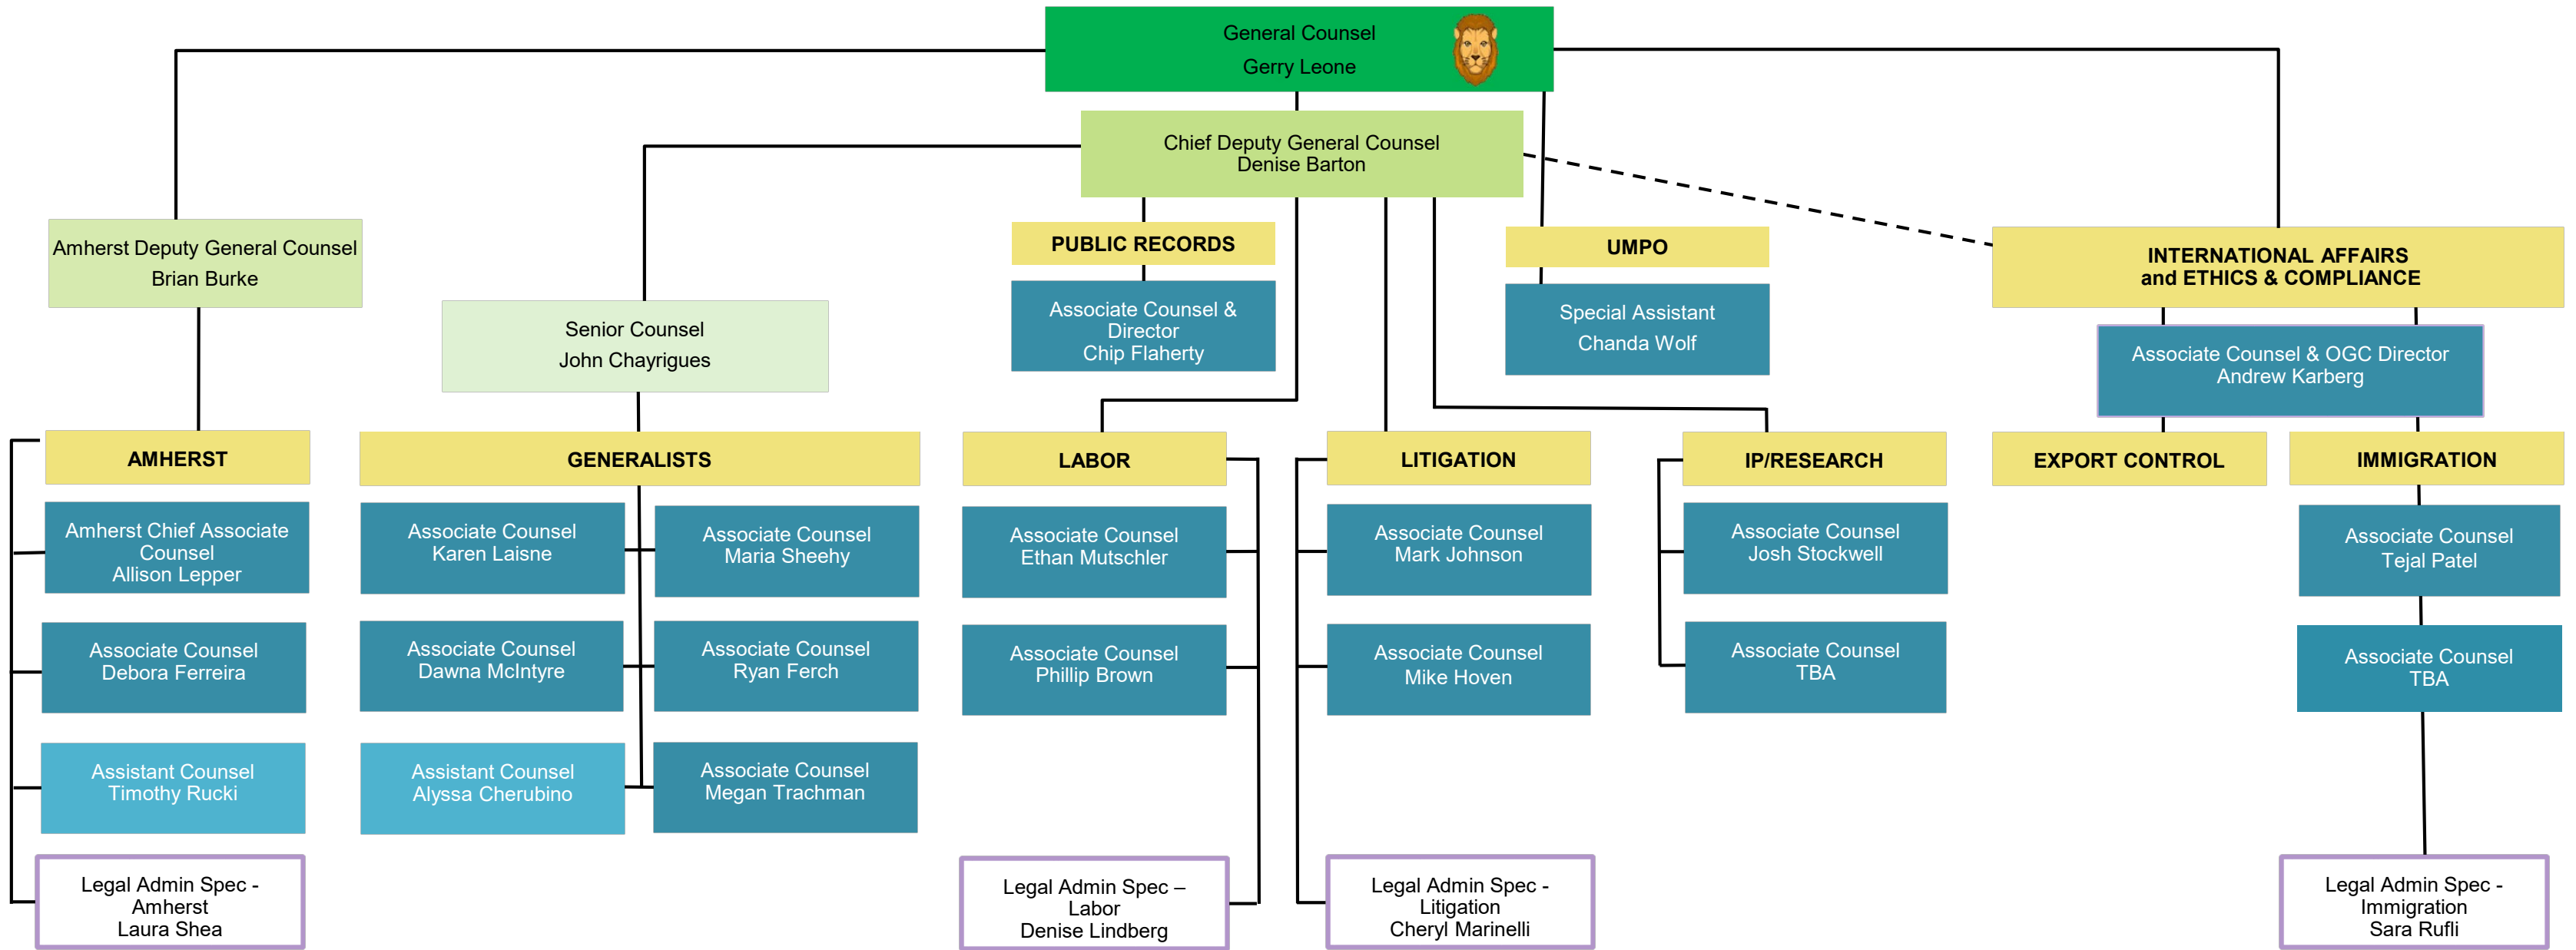 General Counsel
Gerry Leone
Chief Deputy General Counsel
Denise Barton
Amherst Deputy General Counsel
Brian Burke
Senior Counsel
John Chayrigues
PUBLIC RECORDS
Associate Counsel &
Director
Chip Flaherty
UMPO
Special Assistant
Chanda Wolf
INTERNATIONAL AFFAIRS
and ETHICS & COMPLIANCE
Associate Counsel & OGC Director
Andrew Karberg
AMHERST
Amherst Chief Associate
Counsel
Allison Lepper
Associate Counsel
Debora Ferreira
Assistant Counsel
Timothy Rucki
Legal Admin Spec -
Amherst
Laura Shea
GENERALISTS
Associate Counsel
Karen Laisne
Associate Counsel
Maria Sheehy
Associate Counsel
Dawna McIntyre
Associate Counsel
Ryan Ferch
Assistant Counsel
Alyssa Cherubino
Associate Counsel
Megan Trachman
LABOR
Associate Counsel
Ethan Mutschler
Associate Counsel
Phillip Brown
Legal Admin Spec –
Labor
Denise Lindberg
LITIGATION
Associate Counsel
Mark Johnson
Associate Counsel
Mike Hoven
Legal Admin Spec -
Litigation
Cheryl Marinelli
IP/RESEARCH
Associate Counsel
Josh Stockwell
Associate Counsel
TBA
EXPORT CONTROL
IMMIGRATION
Associate Counsel
Tejal Patel
Associate Counsel
TBA
Legal Admin Spec -
Immigration
Sara Rufli